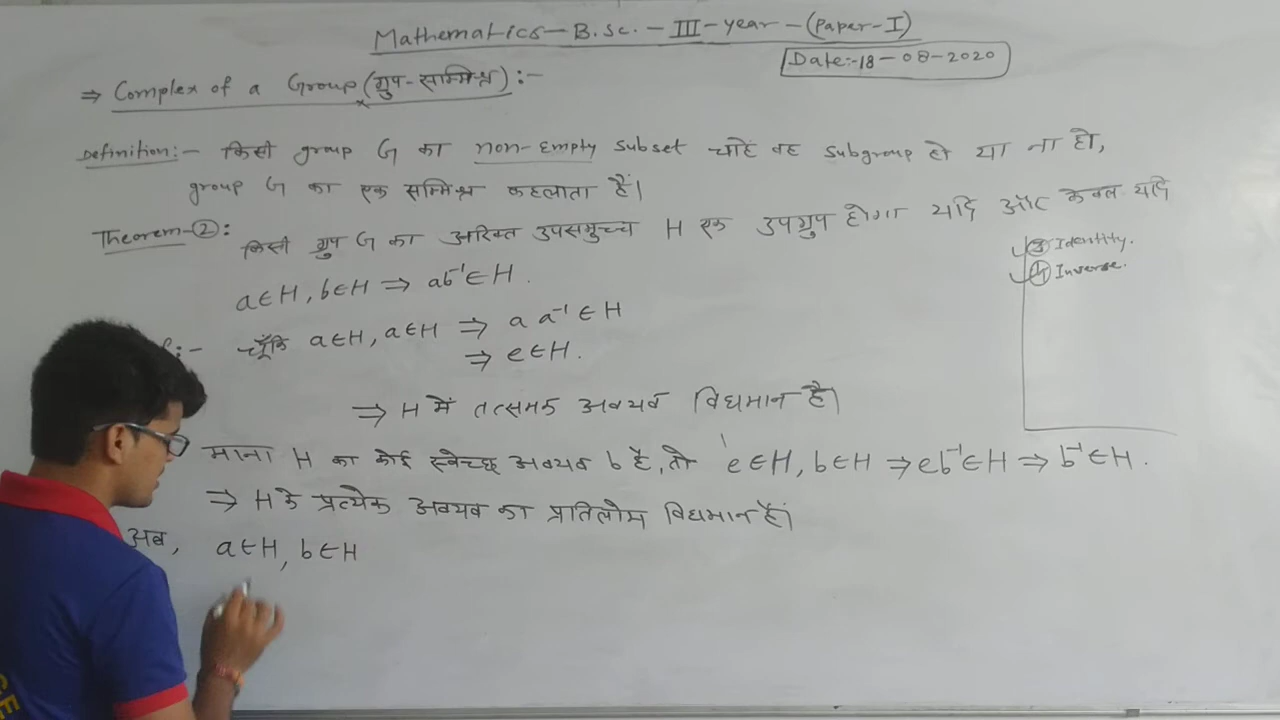 Mathematics-B.sc.-III-year-(Paper-I)
Date:-18-08-2020
⇒ Complex of a Group (ग्रुप-सम्मिश्र):-
Definition:- किसी group G का non-Empty subset चाहे वह subgroup हो या ना हो,
group G का एक सम्मिश्र कहलाता है।
Theorem-②: किसी ग्रुप G का अरिक्त उपसमुच्चय H एक उपग्रुप होगा यदि और केवल यदि
a∈H, b∈H ⇒ ab⁻¹∈H.
③ Identity.
④ Inverse.
:- चूँकि a∈H, a∈H ⇒ a a⁻¹ ∈ H
⇒ e∈H.
⇒ H में तत्समक अवयव विद्यमान है।
माना H का कोई स्वेच्छ अवयव b है, तो e∈H, b∈H ⇒ eb⁻¹∈H ⇒ b⁻¹∈H.
⇒ H के प्रत्येक अवयव का प्रतिलोम विद्यमान है।
अब, a∈H, b∈H